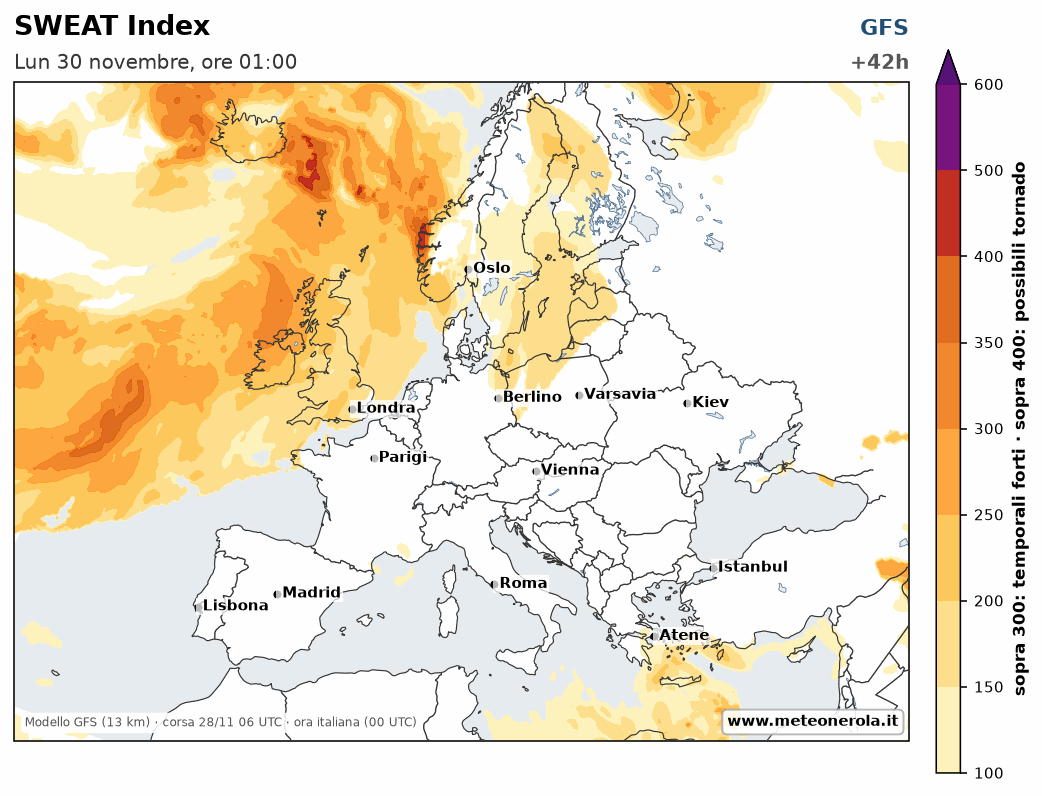 SWEAT Index
GFS
Lun 30 novembre, ore 01:00
+42h
Oslo
Berlino
Varsavia
Kiev
Londra
Parigi
Vienna
Istanbul
Roma
Madrid
Lisbona
Atene
Modello GFS (13 km) · corsa 28/11 06 UTC · ora italiana (00 UTC)
www.meteonerola.it
600
500
400
350
300
250
200
150
100
sopra 300: temporali forti · sopra 400: possibili tornado